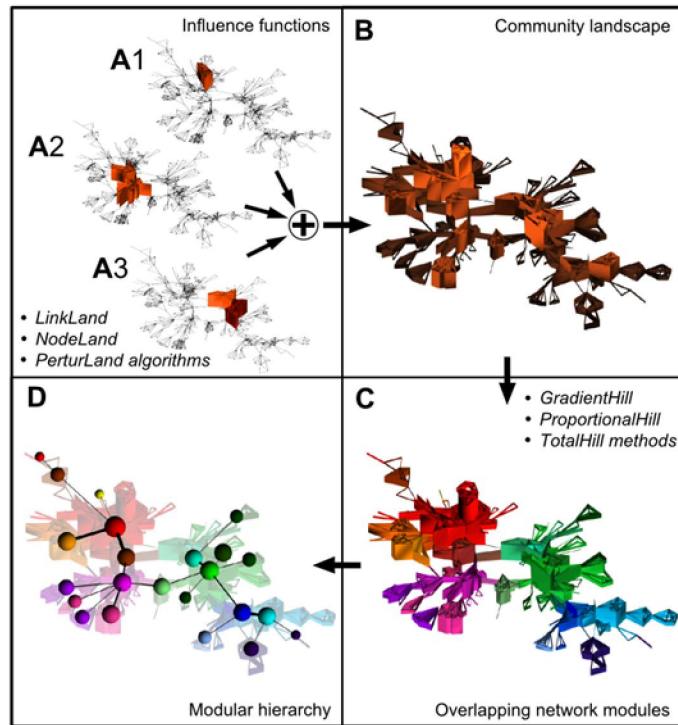 Influence functions
A1
A2
A3
• LinkLand
• NodeLand
• PerturLand algorithms
B
Community landscape
• GradientHill
• ProportionalHill
• TotalHill methods
D
Modular hierarchy
C
Overlapping network modules